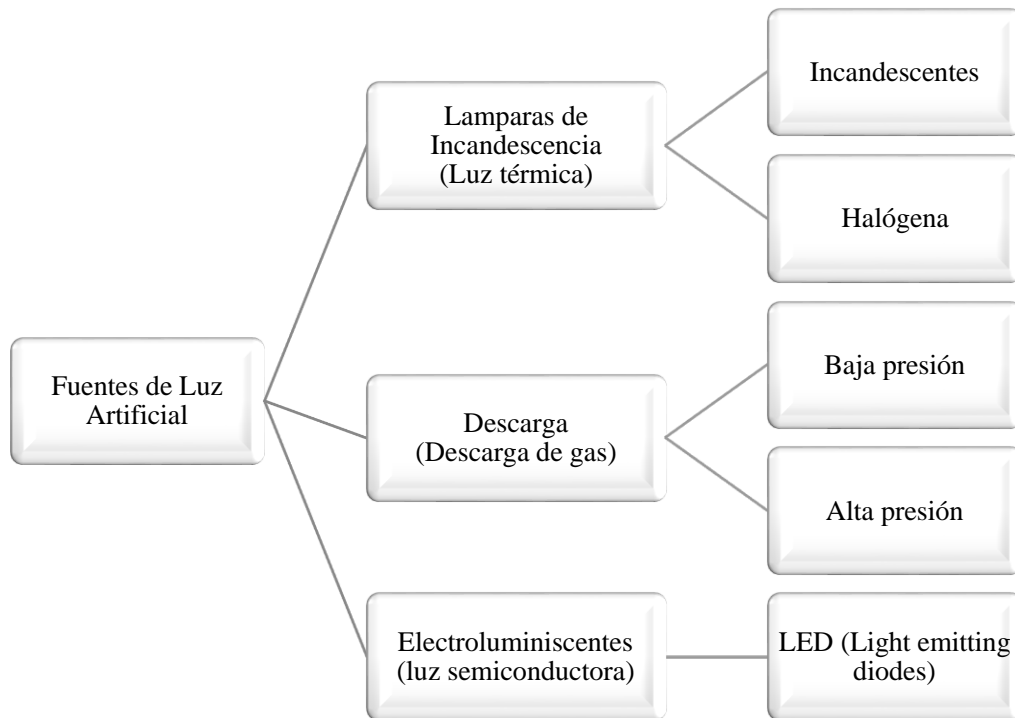 Fuentes de Luz
Artificial
Lamparas de
Incandescencia
(Luz térmica)
Incandescentes
Halógena
Descarga
(Descarga de gas)
Baja presión
Alta presión
Electroluminiscentes
(luz semiconductora)
LED (Light emitting
diodes)